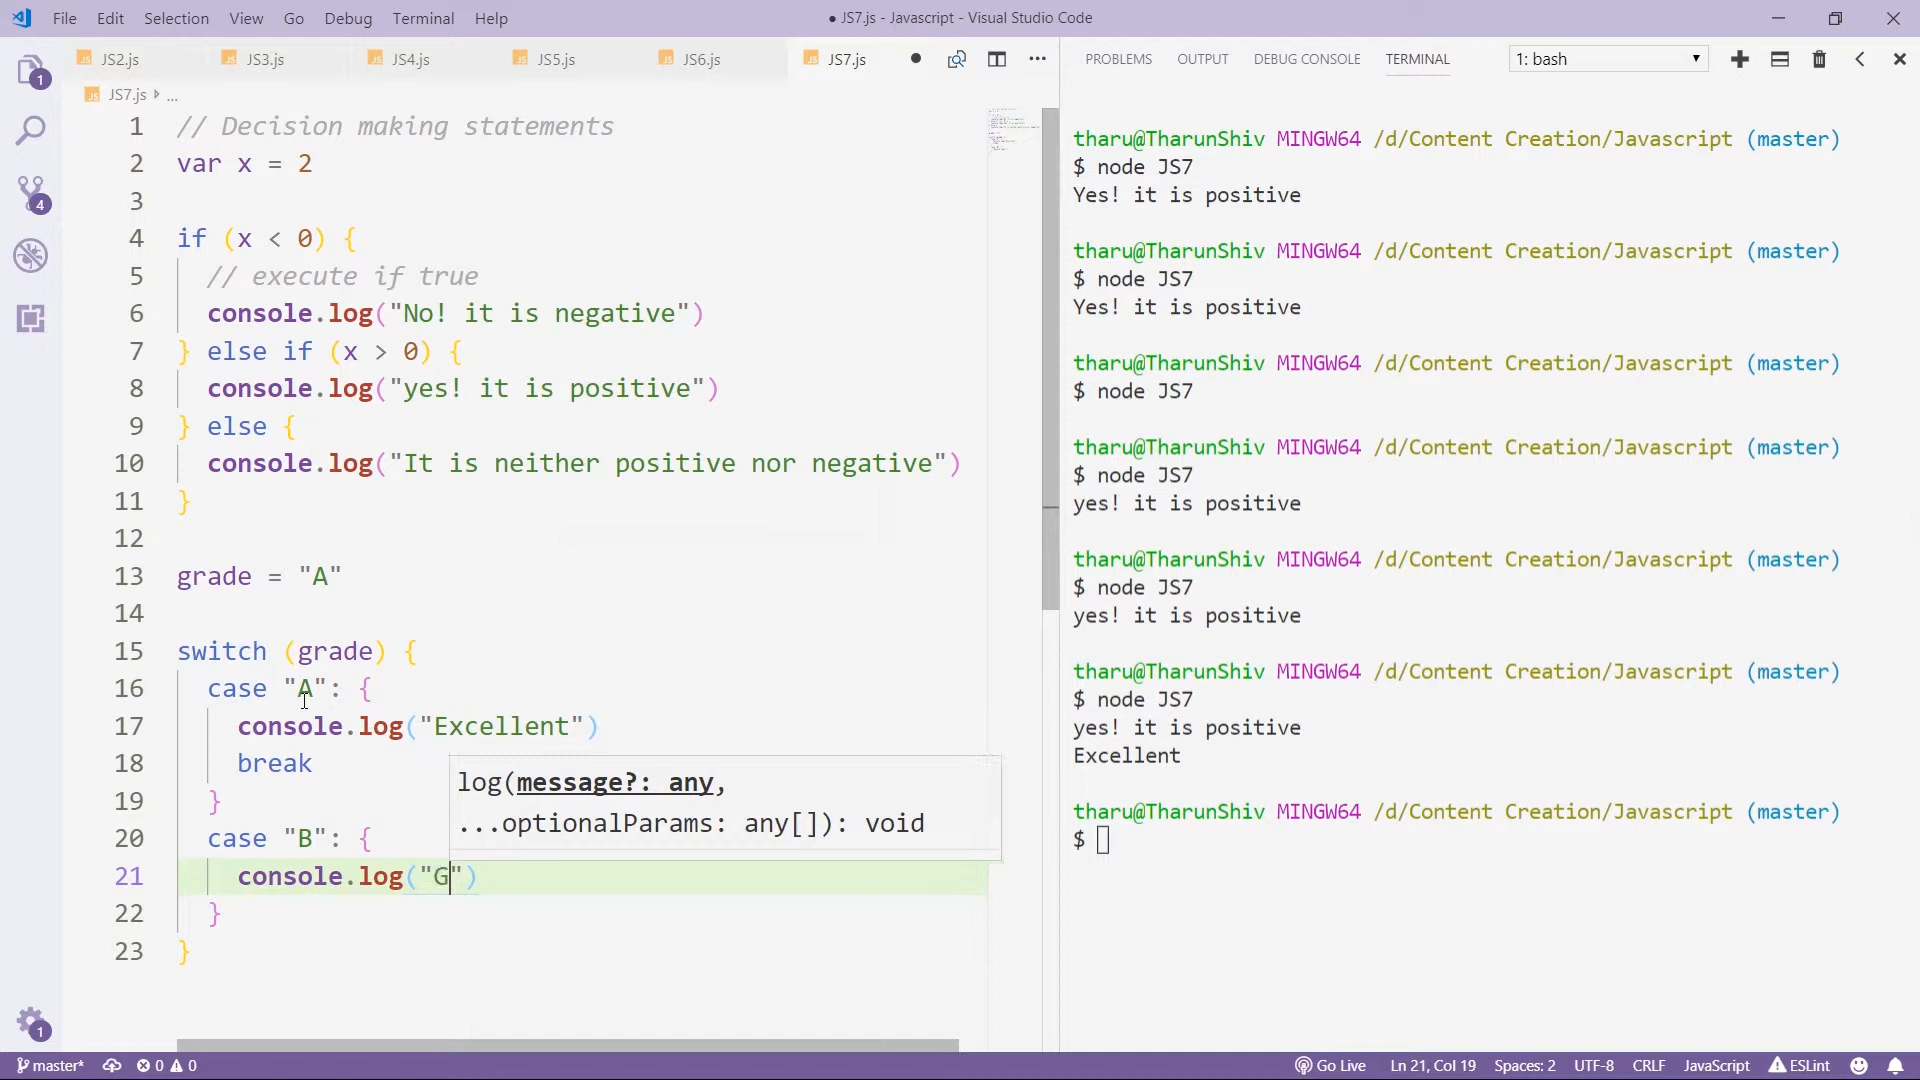 File Edit Selection View Go Debug Terminal Help
● JS7.js - Javascript - Visual Studio Code
JS JS2.js JS JS3.js JS JS4.js JS JS5.js JS JS6.js JS JS7.js
JS JS7.js ...
1 // Decision making statements
2 var x = 2
3
4 if (x < 0) {
5 // execute if true
6 console.log("No! it is negative")
7 } else if (x > 0) {
8 console.log("yes! it is positive")
9 } else {
10 console.log("It is neither positive nor negative")
11 }
12
13 grade = "A"
14
15 switch (grade) {
16 case "A": {
17 console.log("Excellent")
18 break
19 }
20 case "B": {
21 console.log("G")
22 }
23 }
log(message?: any,
...optionalParams: any[]): void
1
4
1
PROBLEMS OUTPUT DEBUG CONSOLE TERMINAL 1: bash
tharu@TharunShiv MINGW64 /d/Content Creation/Javascript (master)
$ node JS7
Yes! it is positive
tharu@TharunShiv MINGW64 /d/Content Creation/Javascript (master)
$ node JS7
Yes! it is positive
tharu@TharunShiv MINGW64 /d/Content Creation/Javascript (master)
$ node JS7
tharu@TharunShiv MINGW64 /d/Content Creation/Javascript (master)
$ node JS7
yes! it is positive
tharu@TharunShiv MINGW64 /d/Content Creation/Javascript (master)
$ node JS7
yes! it is positive
tharu@TharunShiv MINGW64 /d/Content Creation/Javascript (master)
$ node JS7
yes! it is positive
Excellent
tharu@TharunShiv MINGW64 /d/Content Creation/Javascript (master)
$
master* 0 0 Go Live Ln 21, Col 19 Spaces: 2 UTF-8 CRLF JavaScript ESLint